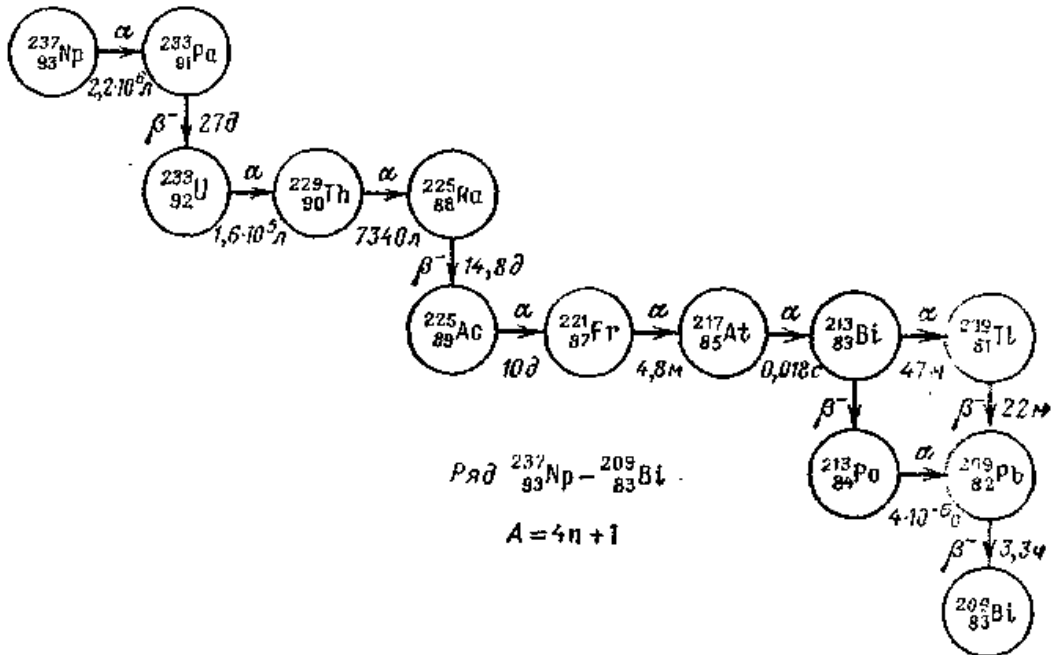 ²³⁷₉₃Np α ²³³₉₁Pa
2,2·10⁶л
β⁻ 27д
²³³₉₂U α ²²⁹₉₀Th α ²²⁵₈₈Ra
1,6·10⁵л 7340л
β⁻ 14,8д
²²⁵₈₉Ac α ²²¹₈₇Fr α ²¹⁷₈₅At α ²¹³₈₃Bi α ²⁰⁹₈₁Tl
10д 4,8м 0,018с 47м
β⁻ β⁻ 22м
Ряд ²³⁷₉₃Np – ²⁰⁹₈₃Bi
²¹³₈₄Po α ²⁰⁹₈₂Pb
4·10⁻⁶с
A = 4n + 1
β⁻ 3,3ч
²⁰⁹₈₃Bi